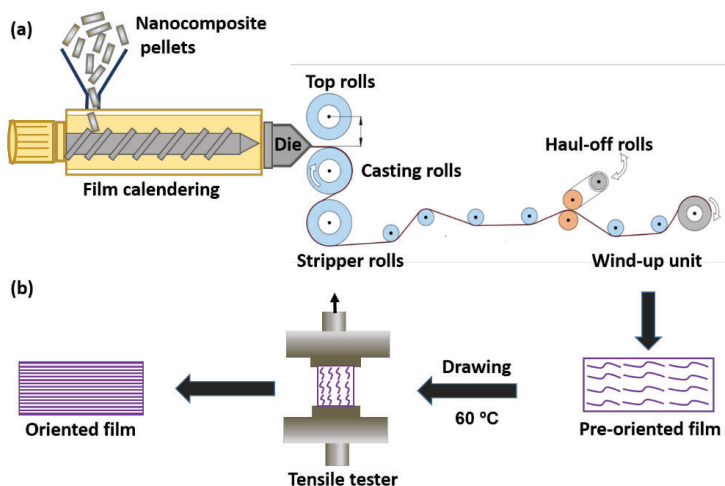 (a)
Nanocomposite
pellets
Top rolls
Die
Haul-off rolls
Casting rolls
Film calendering
Stripper rolls
Wind-up unit
(b)
Drawing
60 ºC
Oriented film
Pre-oriented film
Tensile tester